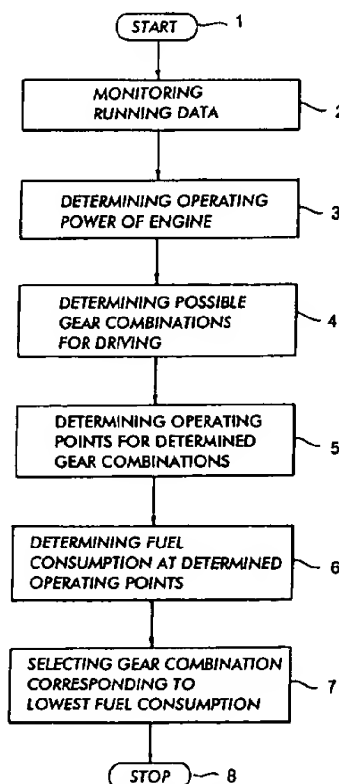 START 1
MONITORING
RUNNING DATA
2
DETERMINING OPERATING
POWER OF ENGINE
3
DETERMINING POSSIBLE
GEAR COMBINATIONS
FOR DRIVING
4
DETERMINING OPERATING
POINTS FOR DETERMINED
GEAR COMBINATIONS
5
DETERMINING FUEL
CONSUMPTION AT DETERMINED
OPERATING POINTS
6
SELECTING GEAR COMBINATION
CORRESPONDING TO
LOWEST FUEL CONSUMPTION
7
STOP 8